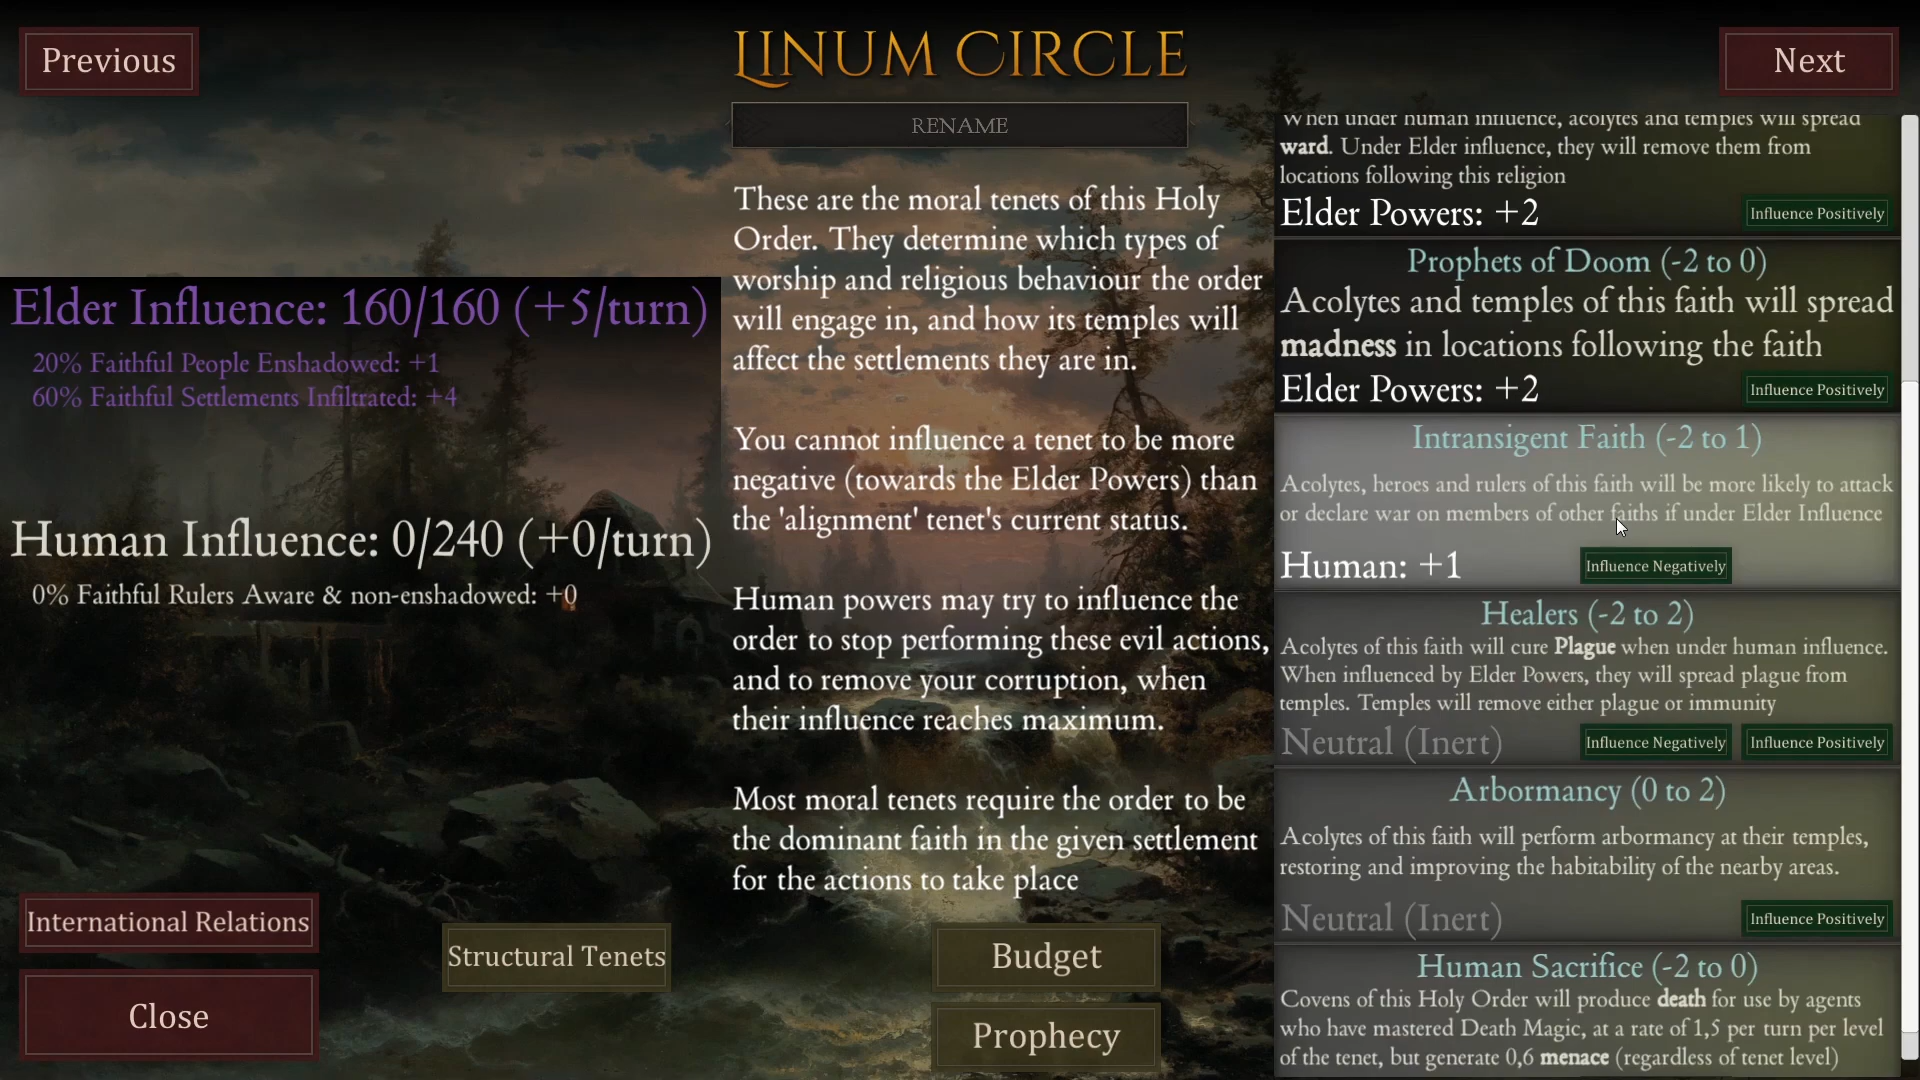 Previous
LINUM CIRCLE
Next
RENAME
These are the moral tenets of this Holy
Order. They determine which types of
worship and religious behaviour the order
will engage in, and how its temples will
affect the settlements they are in.
You cannot influence a tenet to be more
negative (towards the Elder Powers) than
the 'alignment' tenet's current status.
Human powers may try to influence the
order to stop performing these evil actions,
and to remove your corruption, when
their influence reaches maximum.
Most moral tenets require the order to be
the dominant faith in the given settlement
for the actions to take place
Elder Influence: 160/160 (+5/turn)
20% Faithful People Enshadowed: +1
60% Faithful Settlements Infiltrated: +4
Human Influence: 0/240 (+0/turn)
0% Faithful Rulers Aware & non-enshadowed: +0
International Relations
Close
Structural Tenets
Budget
Prophecy
When under human influence, acolytes and temples will spread
ward. Under Elder influence, they will remove them from
locations following this religion
Elder Powers: +2
Influence Positively
Prophets of Doom (-2 to 0)
Acolytes and temples of this faith will spread
madness in locations following the faith
Elder Powers: +2
Influence Positively
Intransigent Faith (-2 to 1)
Acolytes, heroes and rulers of this faith will be more likely to attack
or declare war on members of other faiths if under Elder Influence
Human: +1
Influence Negatively
Healers (-2 to 2)
Acolytes of this faith will cure Plague when under human influence.
When influenced by Elder Powers, they will spread plague from
temples. Temples will remove either plague or immunity
Neutral (Inert)
Influence Negatively
Influence Positively
Arbormancy (0 to 2)
Acolytes of this faith will perform arbormancy at their temples,
restoring and improving the habitability of the nearby areas.
Neutral (Inert)
Influence Positively
Human Sacrifice (-2 to 0)
Covens of this Holy Order will produce death for use by agents
who have mastered Death Magic, at a rate of 1,5 per turn per level
of the tenet, but generate 0,6 menace (regardless of tenet level)